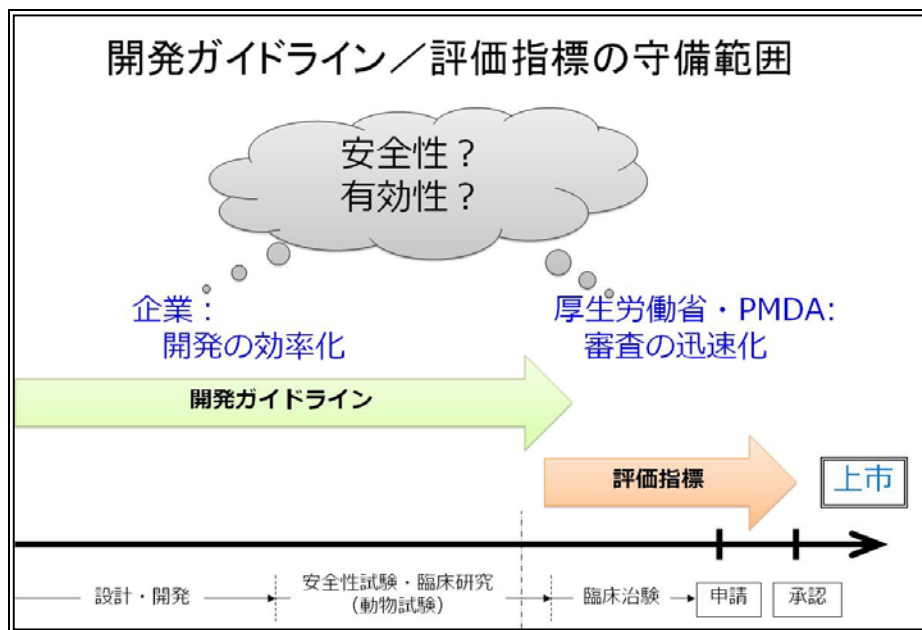 開発ガイドライン／評価指標の守備範囲
安全性？
有効性？
企業：
開発の効率化
厚生労働省・PMDA:
審査の迅速化
開発ガイドライン
評価指標
上市
設計・開発
安全性試験・臨床研究
(動物試験)
臨床治験
申請
承認